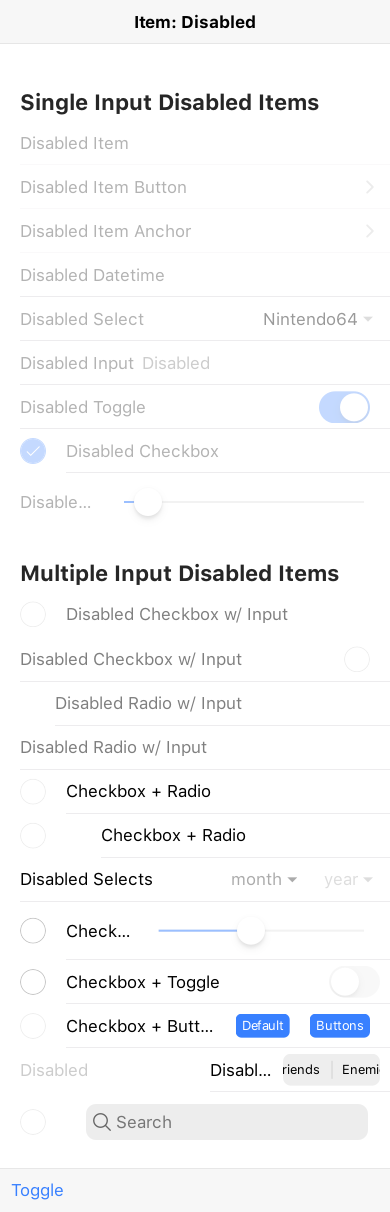 Item: Disabled
Single Input Disabled Items
Disabled Item
Disabled Item Button
Disabled Item Anchor
Disabled Datetime
Disabled Select Nintendo64
Disabled Input Disabled
Disabled Toggle
Disabled Checkbox
Disable...
Multiple Input Disabled Items
Disabled Checkbox w/ Input
Disabled Checkbox w/ Input
Disabled Radio w/ Input
Disabled Radio w/ Input
Checkbox + Radio
Checkbox + Radio
Disabled Selects month year
Check...
Checkbox + Toggle
Checkbox + Butt... Default Buttons
Disabled Disabl... riends Enemi
Search
Toggle